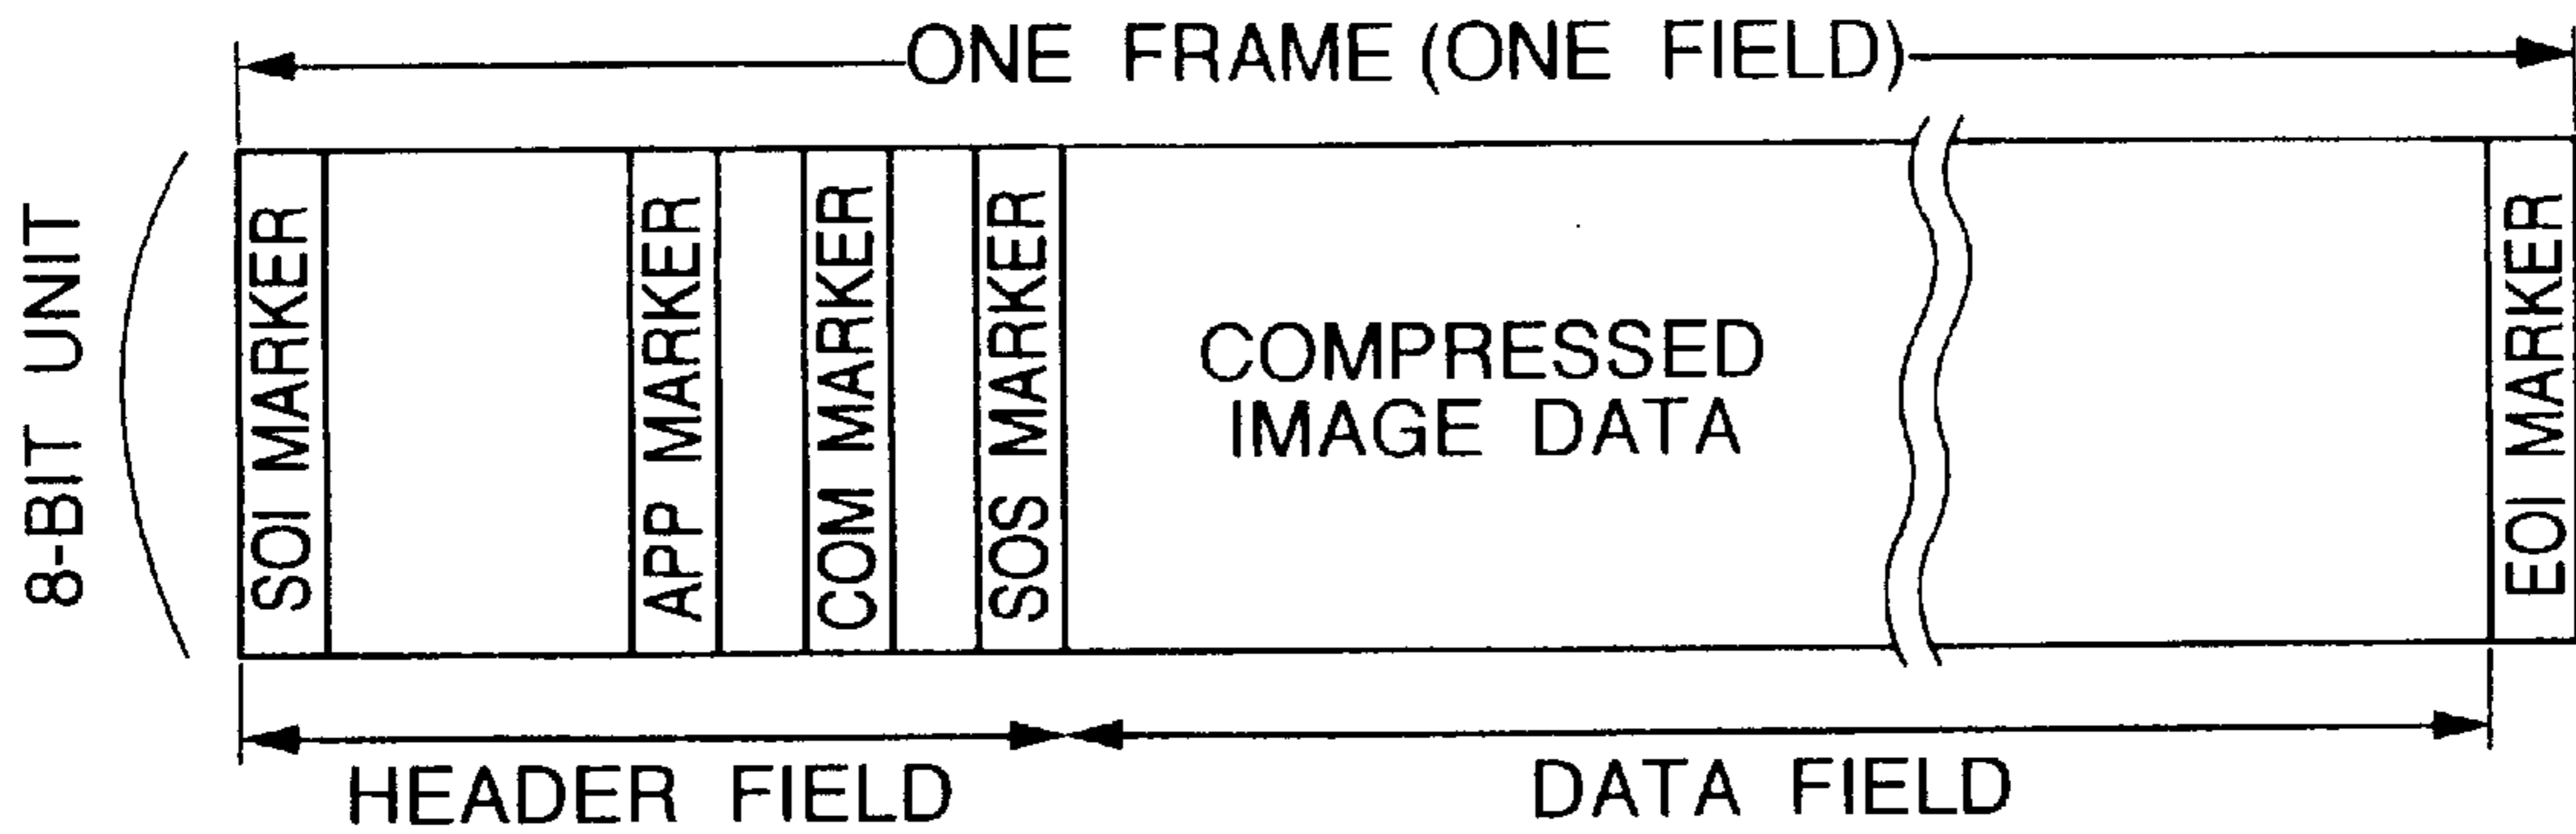 ONE FRAME (ONE FIELD)
8-BIT UNIT
SOI MARKER
APP MARKER
COM MARKER
SOS MARKER
COMPRESSED
IMAGE DATA
EOI MARKER
HEADER FIELD
DATA FIELD